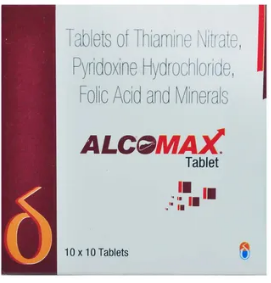 Tablets of Thiamine Nitrate,
Pyridoxine Hydrochloride,
Folic Acid and Minerals
ALCOMAX
Tablet
10 x 10 Tablets